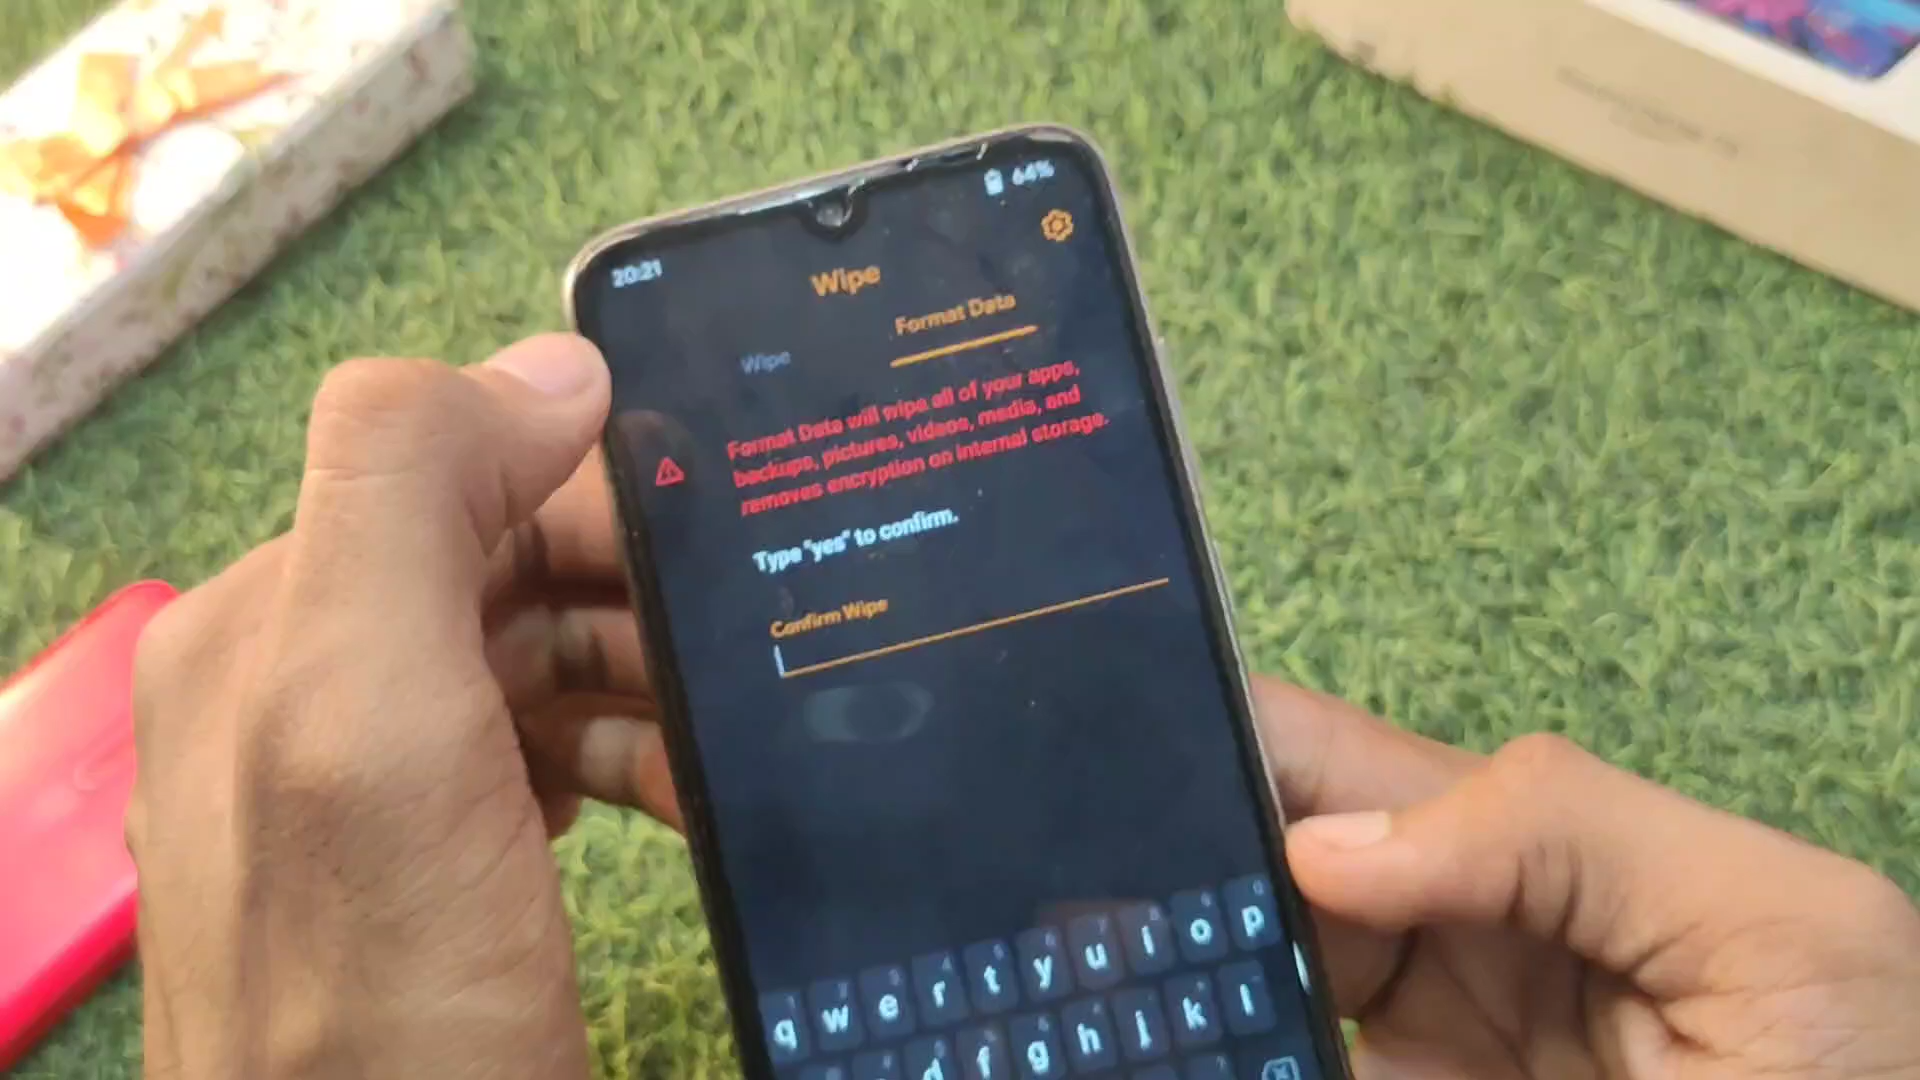 20:21
64%
Wipe
Wipe
Format Data
Format Data will wipe all of your apps,
backups, pictures, videos, media, and
removes encryption on internal storage.
Type "yes" to confirm.
Confirm Wipe
q w e r t y u i o p
d f g h j k l